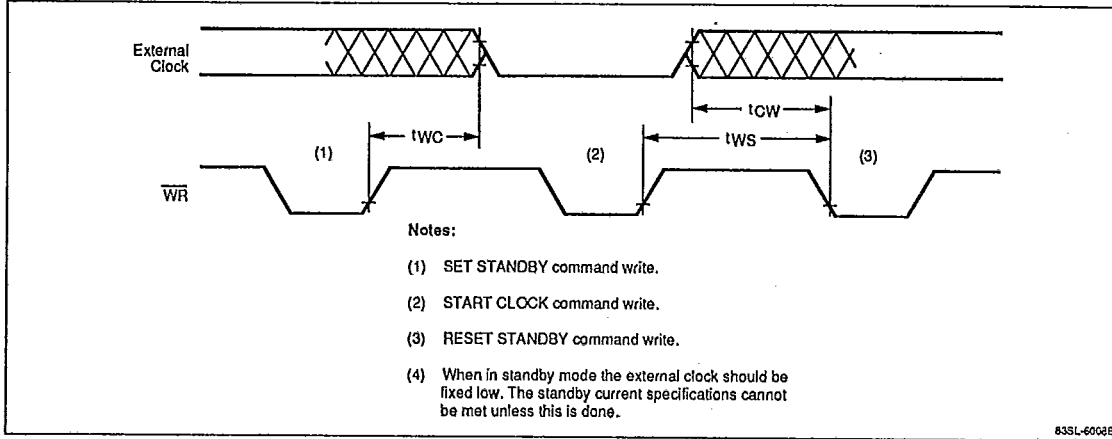 External
Clock
tCW
tWC
tWS
(1)
(2)
(3)
WR
Notes:
(1) SET STANDBY command write.
(2) START CLOCK command write.
(3) RESET STANDBY command write.
(4) When in standby mode the external clock should be
fixed low. The standby current specifications cannot
be met unless this is done.
83SL-6008B